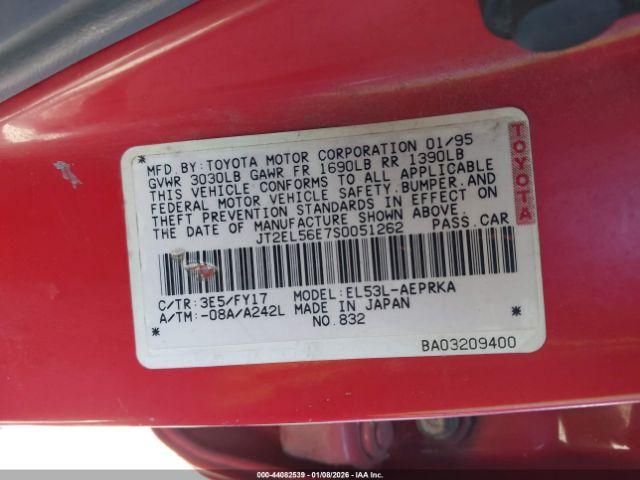 MFD.BY:TOYOTA MOTOR CORPORATION 01/95
GVWR 3030LB GAWR FR 1690LB RR 1390LB
THIS VEHICLE CONFORMS TO ALL APPLICABLE
FEDERAL MOTOR VEHICLE SAFETY,BUMPER,AND
THEFT PREVENTION STANDARDS IN EFFECT ON
THE DATE OF MANUFACTURE SHOWN ABOVE.
JT2EL56E7S0051262 PASS.CAR
C/TR:3E5/FY17 MODEL:EL53L-AEPRKA
A/TM:-08A/A242L MADE IN JAPAN
NO.832
BA03209400
TOYOTA
000-44082539 - 01/08/2026 - IAA Inc.